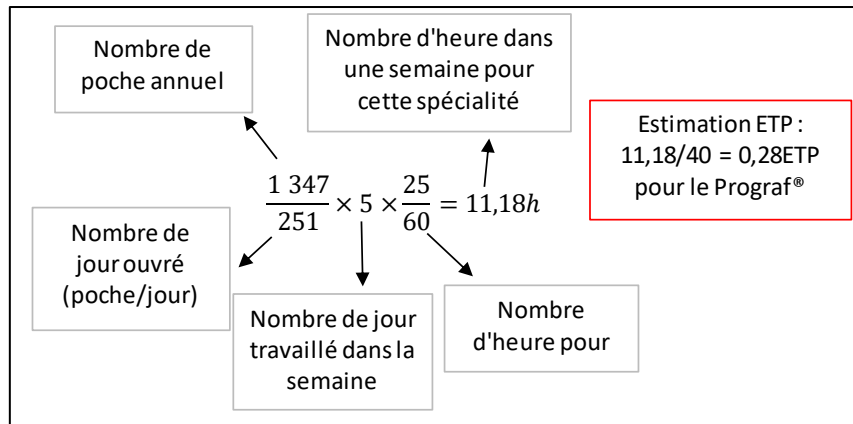 Nombre de
poche annuel
Nombre d'heure dans
une semaine pour
cette spécialité
Estimation ETP :
11,18/40 = 0,28ETP
pour le Prograf®
1 347
251
× 5 ×
25
60
= 11,18h
Nombre de
jour ouvré
(poche/jour)
Nombre de jour
travaillé dans la
semaine
Nombre
d'heure pour